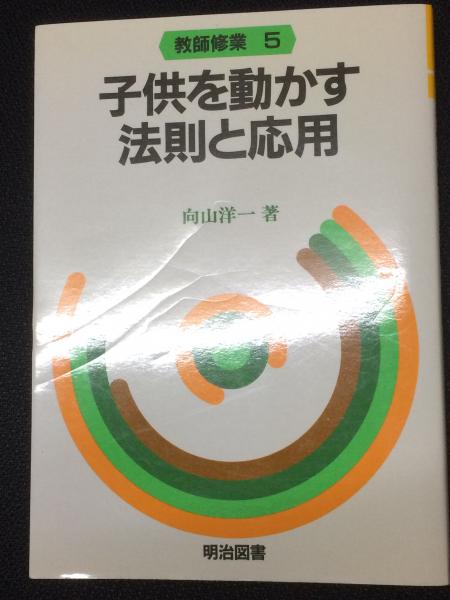 教師修業 5
子供を動かす
法則と応用
向山洋一 著
明治図書